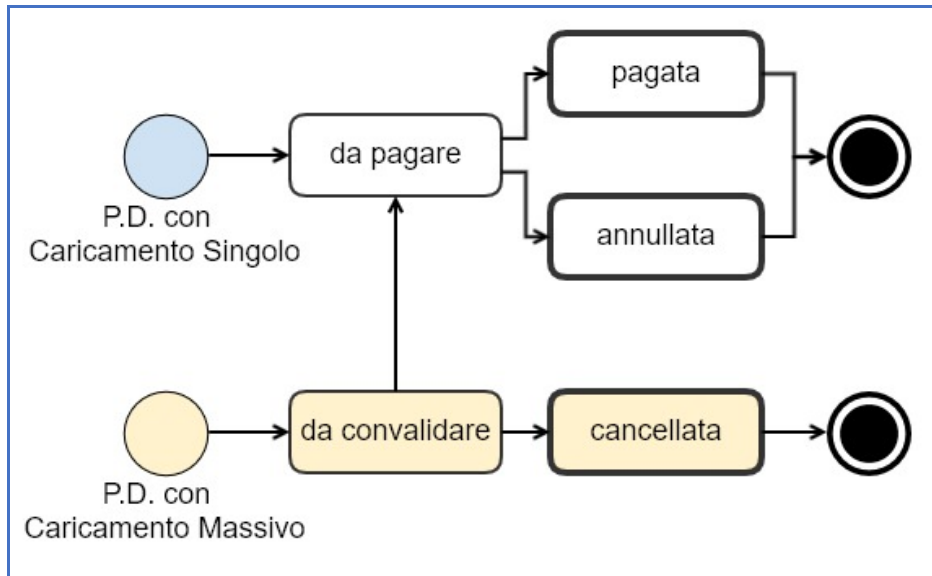 pagata
da pagare
P.D. con
Caricamento Singolo
annullata
da convalidare
cancellata
P.D. con
Caricamento Massivo